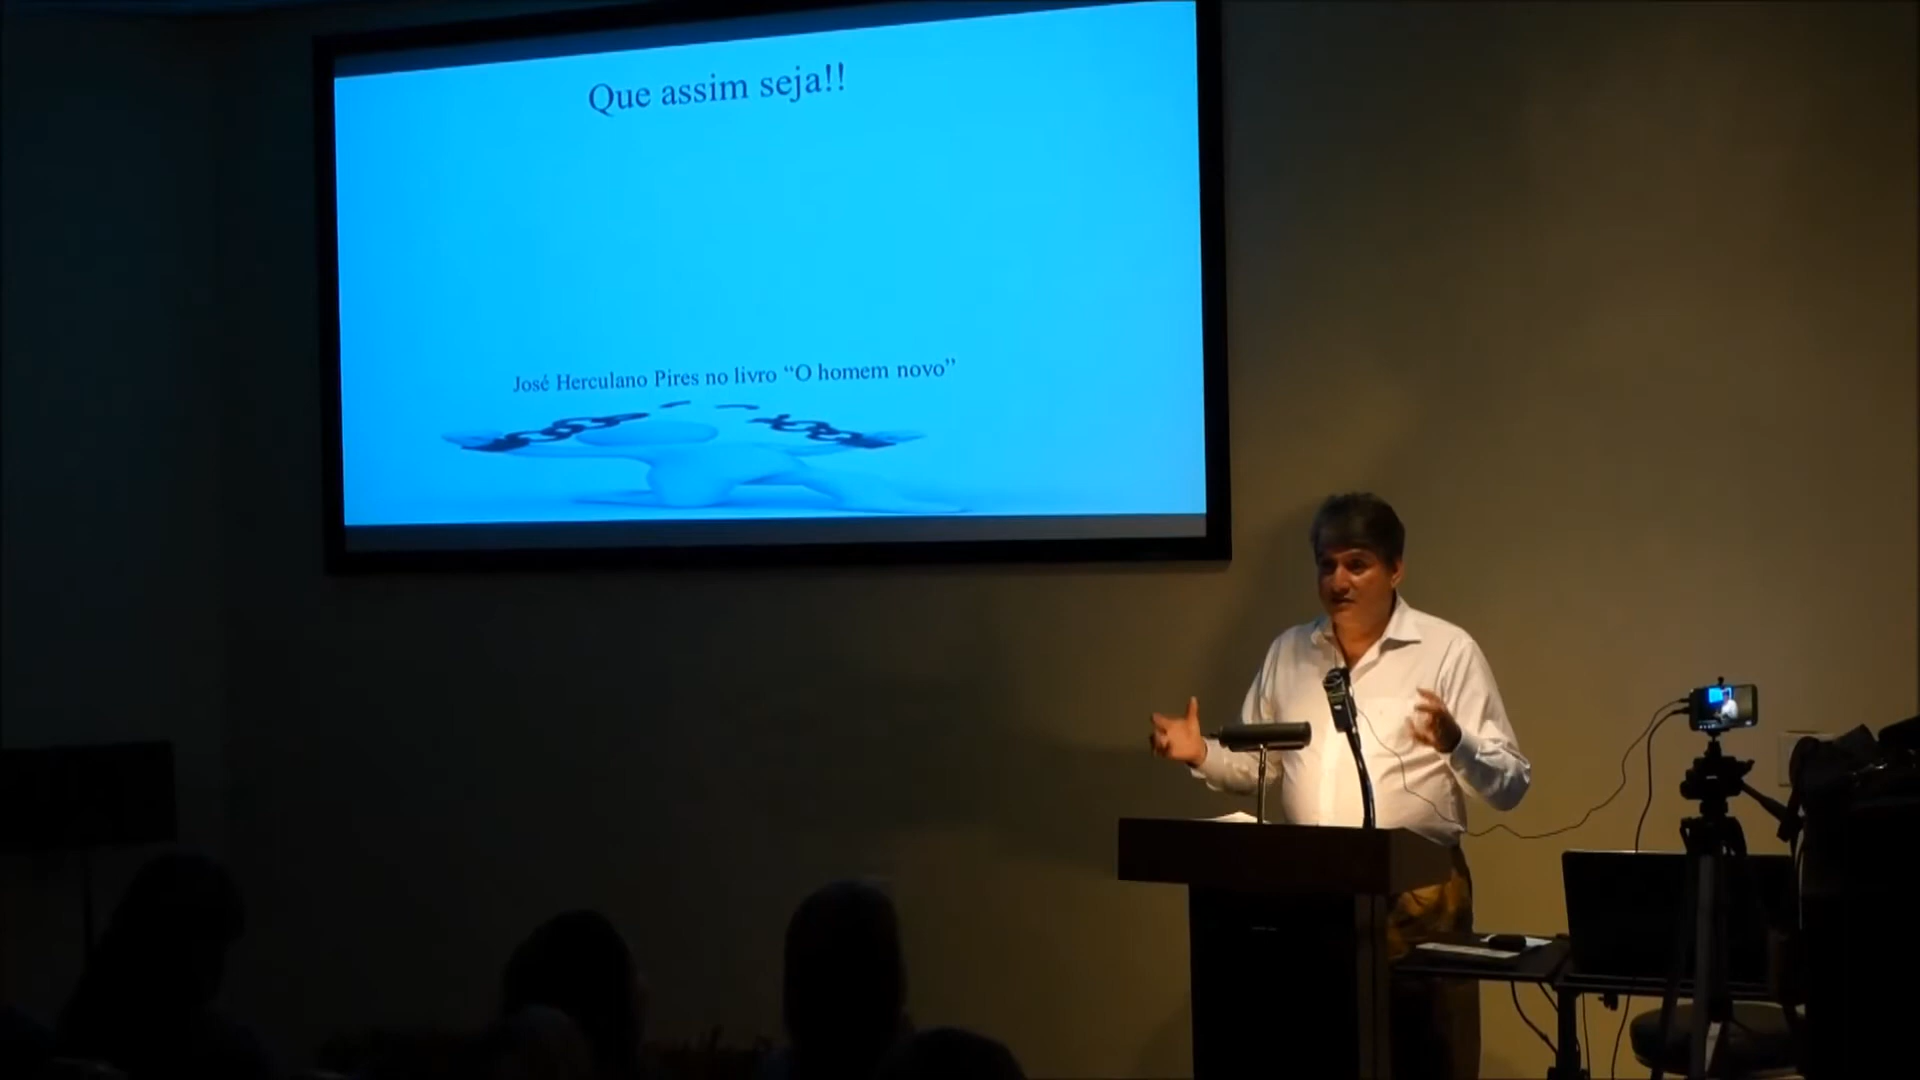 Que assim seja!!
José Herculano Pires no livro “O homem novo”